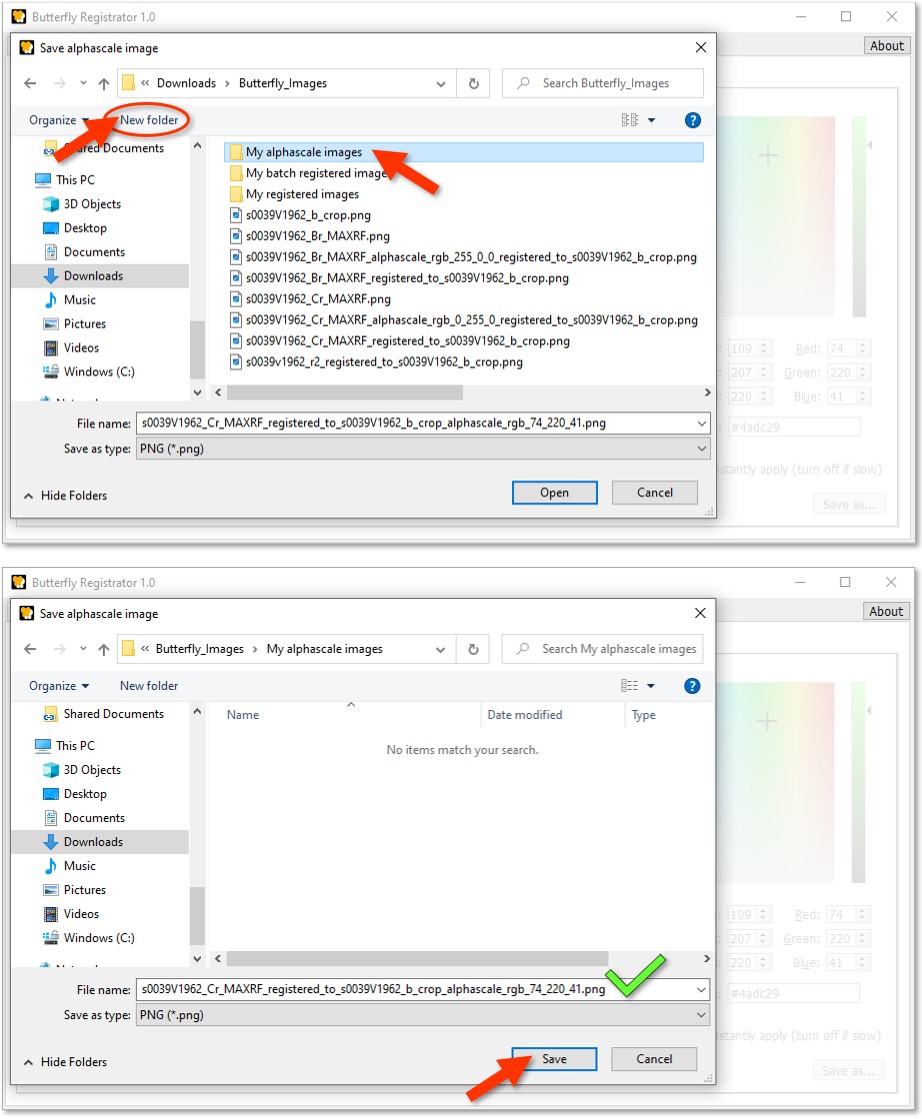 Butterfly Registrator 1.0
Save alphascale image
About
« Downloads › Butterfly_Images
Search Butterfly_Images
Organize
New folder
Shared Documents
My alphascale images
My batch registered images
This PC
My registered images
3D Objects
s0039V1962_b_crop.png
Desktop
s0039V1962_Br_MAXRF.png
Documents
s0039V1962_Br_MAXRF_alphascale_rgb_255_0_0_registered_to_s0039V1962_b_crop.png
Downloads
s0039V1962_Br_MAXRF_registered_to_s0039V1962_b_crop.png
Music
s0039V1962_Cr_MAXRF.png
Pictures
s0039V1962_Cr_MAXRF_alphascale_rgb_0_255_0_registered_to_s0039V1962_b_crop.png
Videos
s0039V1962_Cr_MAXRF_registered_to_s0039V1962_b_crop.png
Windows (C:)
s0039v1962_r2_registered_to_s0039V1962_b_crop.png
109 Red: 74
207 Green: 220
220 Blue: 41
File name: s0039V1962_Cr_MAXRF_registered_to_s0039V1962_b_crop_alphascale_rgb_74_220_41.png
#4adc29
Save as type: PNG (*.png)
apply (turn off if slow)
Hide Folders
Open
Cancel
Save as...
Butterfly Registrator 1.0
Save alphascale image
About
« Butterfly_Images › My alphascale images
Search My alphascale images
Organize
New folder
Shared Documents
Name
Date modified
Type
This PC
No items match your search.
3D Objects
Desktop
Documents
Downloads
Music
Pictures
Videos
Windows (C:)
109 Red: 74
207 Green: 220
220 Blue: 41
File name: s0039V1962_Cr_MAXRF_registered_to_s0039V1962_b_crop_alphascale_rgb_74_220_41.png
#4adc29
Save as type: PNG (*.png)
apply (turn off if slow)
Hide Folders
Save
Cancel
Save as...